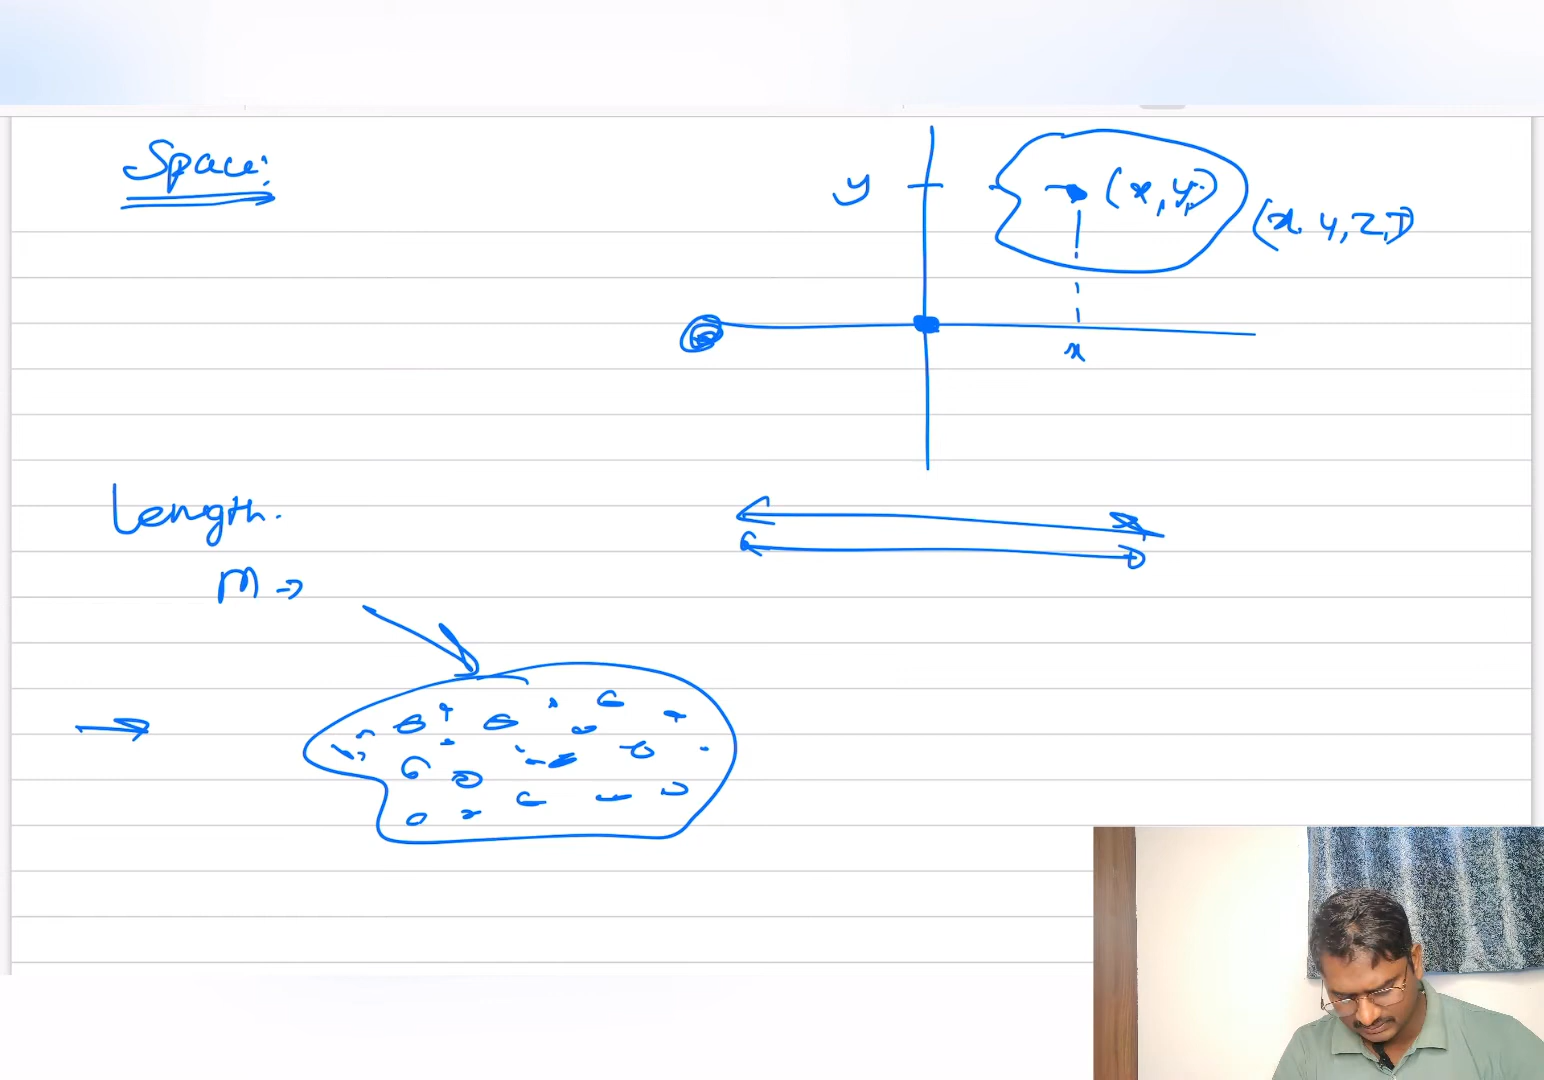 Space:
y
(x, y)
(x, y, z)
x
Length.
m →